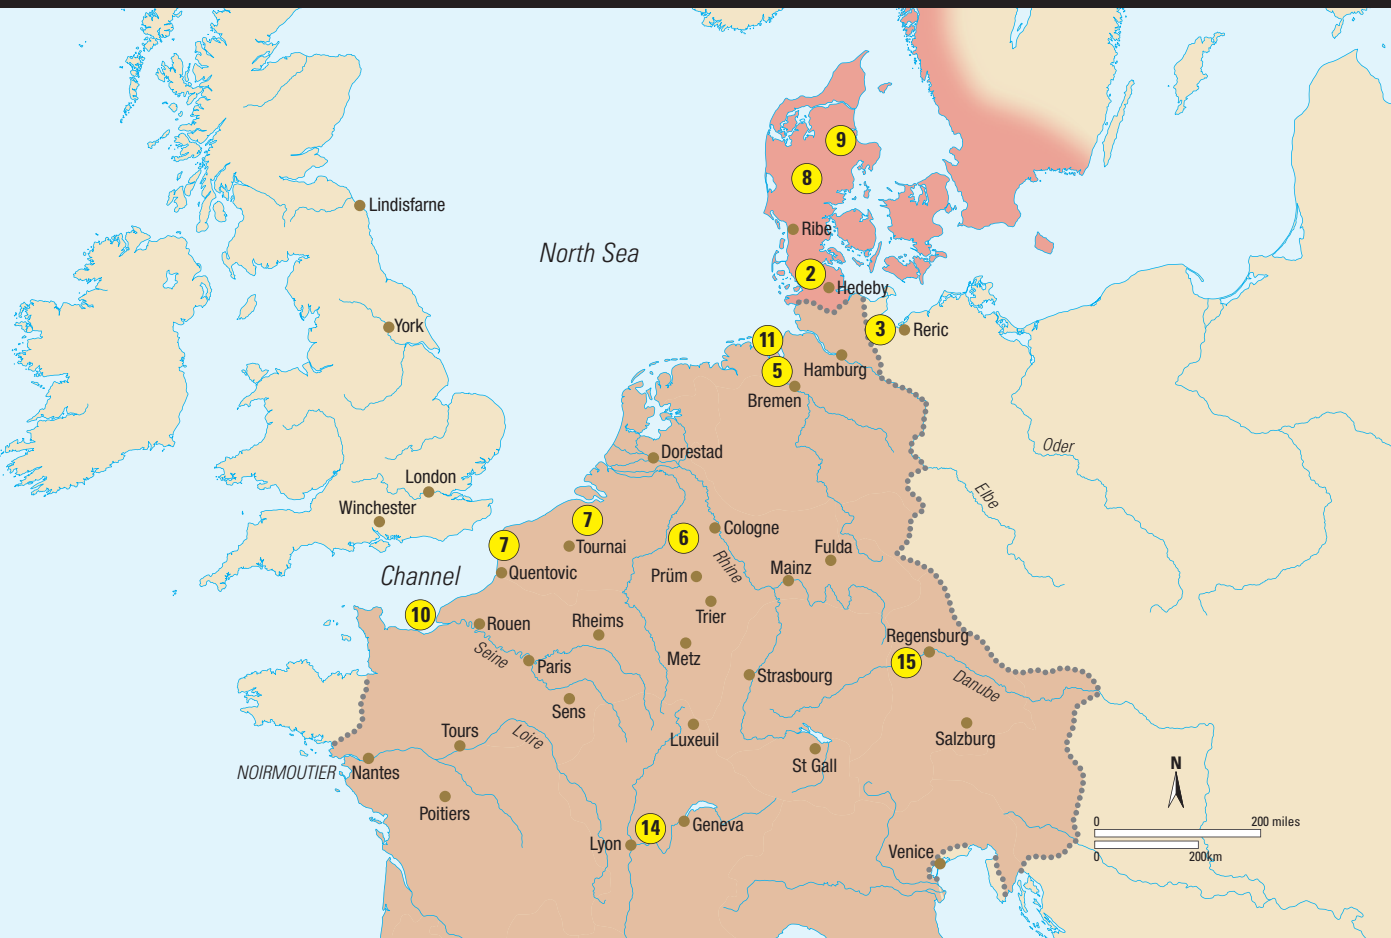 9
8
Lindisfarne
Ribe
North Sea
2
Hedeby
York
3
Reric
11
5
Hamburg
Bremen
Oder
Dorestad
London
Elbe
Winchester
7
Cologne
7
Tournai
6
Rhine
Fulda
Channel
Quentovic
Prüm
Mainz
10
Rouen
Rheims
Trier
Regensburg
Seine
Paris
Metz
15
Strasbourg
Danube
Sens
Tours
Loire
Luxeuil
Salzburg
NOIRMOUTIER
Nantes
St Gall
N
Poitiers
14
Geneva
0
200 miles
Lyon
Venice
0
200km